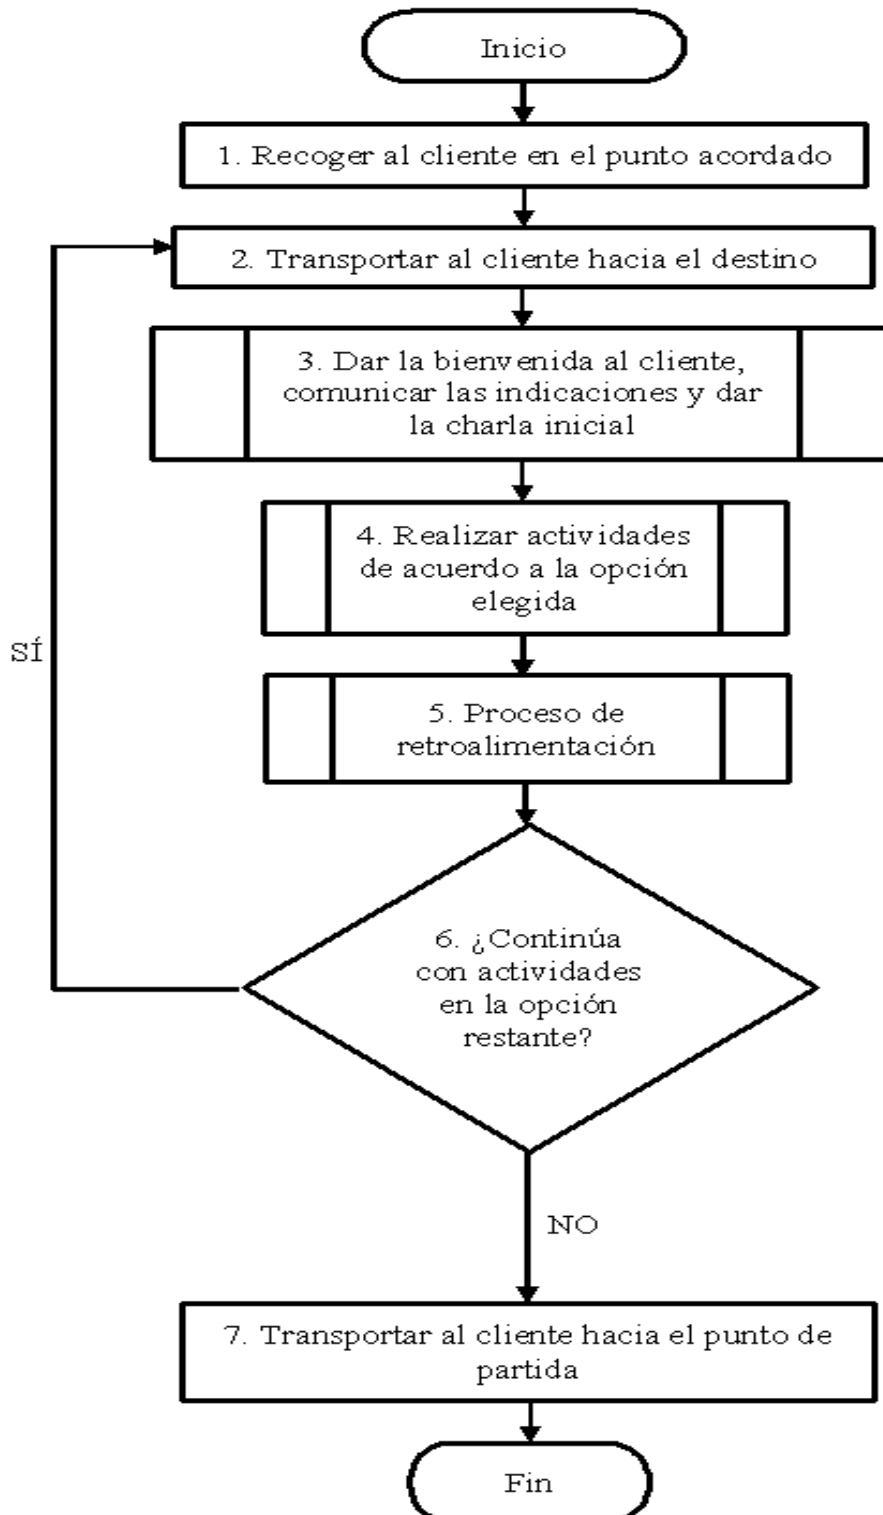 Inicio
1. Recoger al cliente en el punto acordado
2. Transportar al cliente hacia el destino
3. Dar la bienvenida al cliente,
comunicar las indicaciones y dar
la charla inicial
4. Realizar actividades
de acuerdo a la opción
elegida
SÍ
5. Proceso de
retroalimentación
6. ¿Continúa
con actividades
en la opción
restante?
NO
7. Transportar al cliente hacia el punto de
partida
Fin